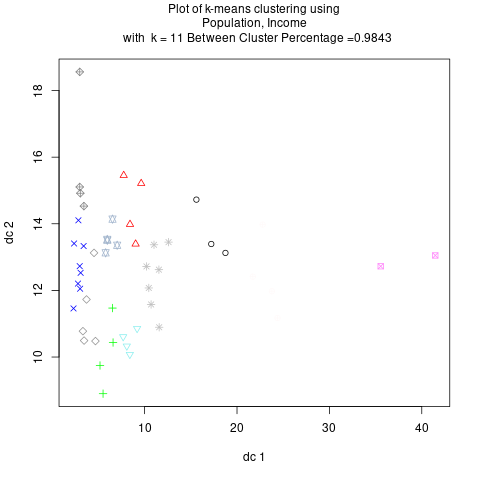 Plot of k-means clustering using
Population, Income
with  k = 11 Between Cluster Percentage =0.9843
18
16
14
12
10
dc 2
10
20
30
40
dc 1